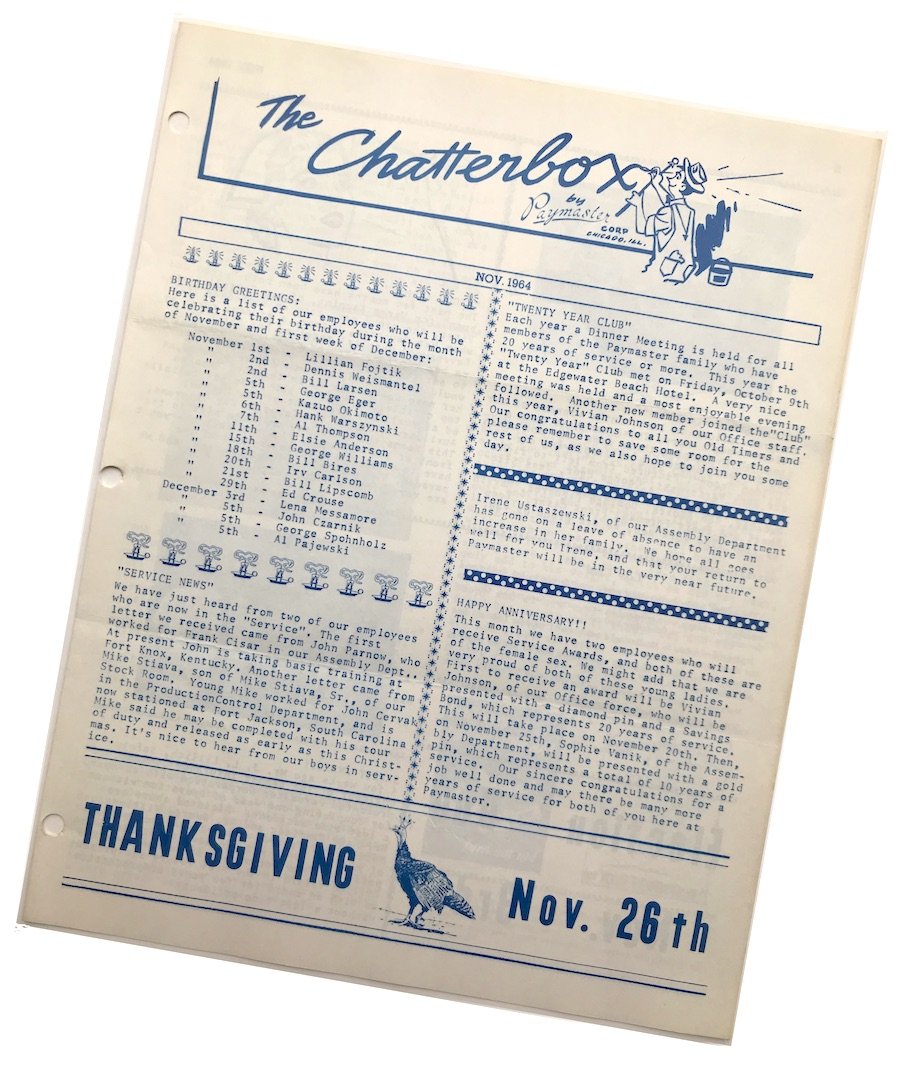 The
Chatterbox
by
Paymaster
CORP
CHICAGO, ILL.
NOV. 1964
BIRTHDAY GREETINGS:
Here is a list of our employees who will be
celebrating their birthday during the month
of November and first week of December:
November 1st - Lillian Fojtik
" 2nd - Dennis Weismantel
" 2nd - Bill Larsen
" 5th - George Eger
" 5th - Kazuo Okimoto
" 6th - Hank Warszynski
" 7th - Al Thompson
" 11th - Elsie Anderson
" 15th - George Williams
" 18th - Bill Bires
" 20th - Irv Carlson
" 21st - Bill Lipscomb
" 29th - Ed Crouse
December 3rd - Lena Messamore
" 5th - John Czarnik
" 5th - George Spohnholz
" 5th - Al Pajewski
"SERVICE NEWS"
We have just heard from two of our employees
who are now in the "Service". The first
letter we received came from John Parnow, who
worked for Frank Cisar in our Assembly Dept..
At present John is taking basic training at
Fort Knox, Kentucky. Another letter came from
Mike Stiava, son of Mike Stiava, Sr., of our
Stock Room. Young Mike worked for John Cervak
in the ProductionControl Department, and is
now stationed at Fort Jackson, South Carolina
Mike said he may be completed with his tour
of duty and released as early as this Christ-
mas. It's nice to hear from our boys in serv-
ice.
"TWENTY YEAR CLUB"
Each year a Dinner Meeting is held for all
members of the Paymaster family who have
20 years of service or more. This year the
"Twenty Year" Club met on Friday, October 9th
at the Edgewater Beach Hotel. A very nice
meeting was held and a most enjoyable evening
followed. Another new member joined the"Club"
this year, Vivian Johnson of our Office staff.
Our congratulations to all you Old Timers and
please remember to save some room for the
rest of us, as we also hope to join you some
day.
Irene Ustaszewski, of our Assembly Department
has gone on a leave of absence to have an
increase in her family. We hope all goes
well for you Irene, and that your return to
Paymaster will be in the very near future.
HAPPY ANNIVERSARY!!
This month we have two employees who will
receive Service Awards, and both of these are
of the female sex. We might add that we are
very proud of both of these young ladies.
First to receive an award will be Vivian
Johnson, of our Office force, who will be
presented with a diamond pin and a Savings
Bond, which represents 20 years of service.
This will take place on November 20th. Then,
on November 25th, Sophie Vanik, of the Assem-
bly Department, will be presented with a gold
pin, which represents a total of 10 years of
service. Our sincere congratulations for a
job well done and may there be many more
years of service for both of you here at
Paymaster.
THANKSGIVING
Nov. 26th